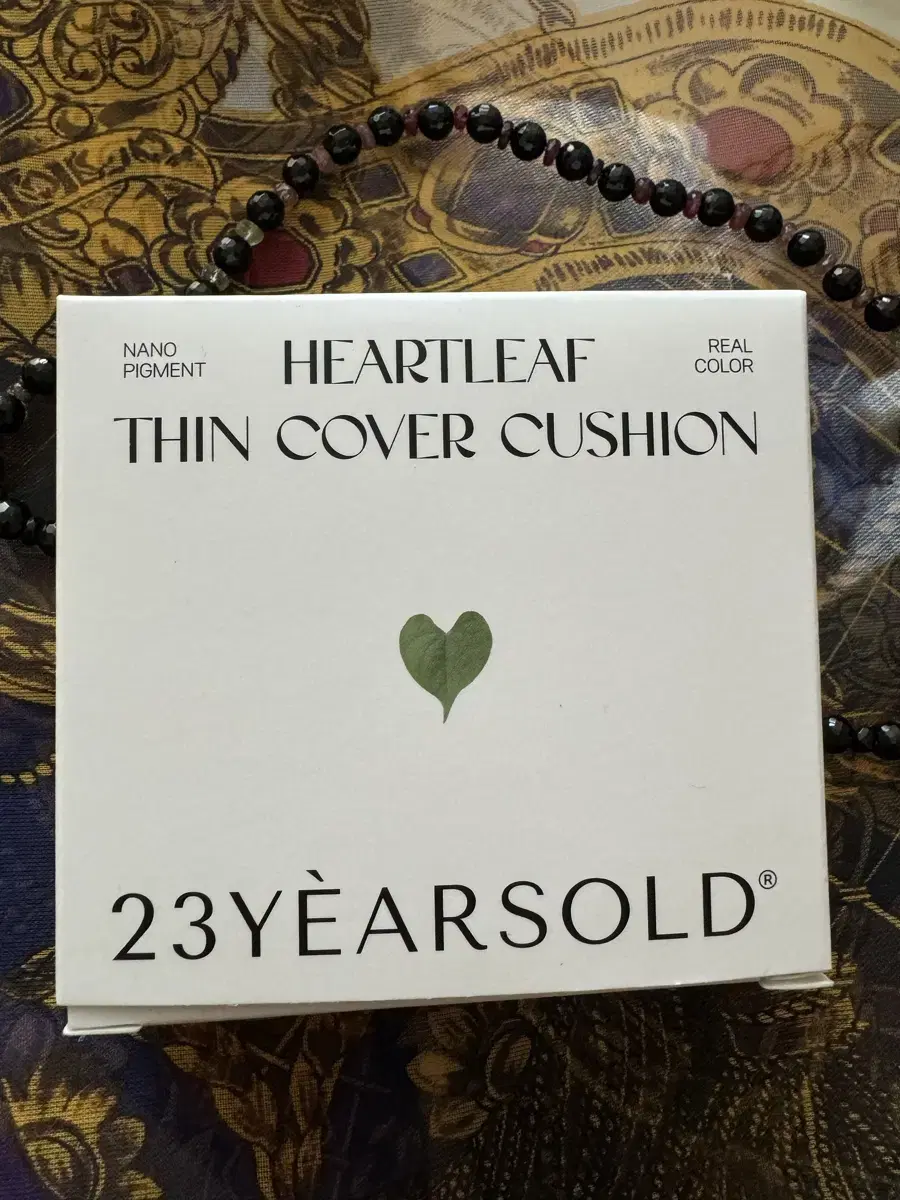 NANO
PIGMENT
HEARTLEAF
REAL
COLOR
THIN COVER CUSHION
23YÈARSOLD®